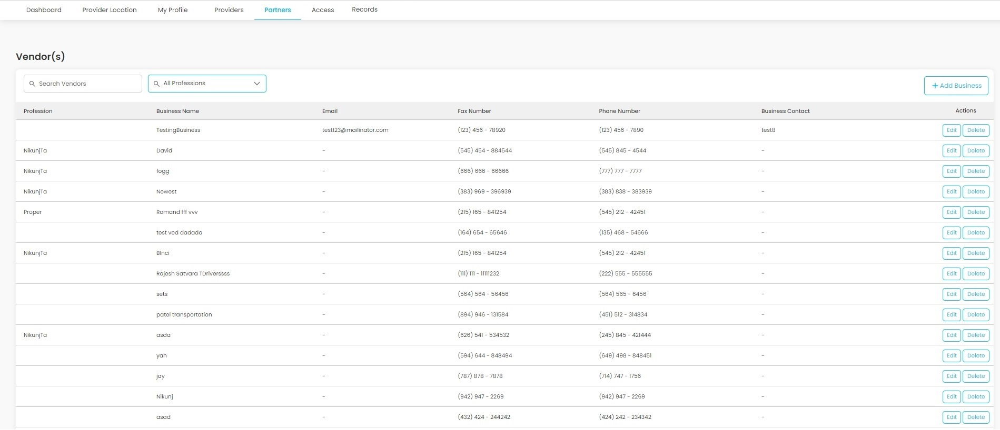 Dashboard Provider Location My Profile Providers Partners Access Records
Vendor(s)
Search Vendors All Professions + Add Business
Profession Business Name Email Fax Number Phone Number Business Contact Actions
TestingBusiness test123@mailinator.com (123) 456 - 78920 (123) 456 - 7890 test8 Edit Delete
NikunjTa David - (545) 454 - 884544 (545) 845 - 4544 - Edit Delete
NikunjTa fogg - (666) 666 - 66666 (777) 777 - 7777 - Edit Delete
NikunjTa Newest - (383) 969 - 396939 (383) 838 - 383939 - Edit Delete
Proper Romand fff vvv - (215) 165 - 841254 (545) 212 - 42451 - Edit Delete
test ved dadada - (164) 654 - 65646 (135) 468 - 54666 - Edit Delete
NikunjTa Blnci - (215) 165 - 841254 (545) 212 - 42451 - Edit Delete
Rajesh Satvara TDriverssss - (111) 111 - 11111232 (222) 555 - 555555 - Edit Delete
sets - (564) 564 - 56456 (564) 565 - 6456 - Edit Delete
patel transportation - (894) 946 - 131584 (451) 512 - 314834 - Edit Delete
NikunjTa asda - (626) 541 - 534532 (245) 845 - 421444 - Edit Delete
yah - (594) 644 - 848494 (649) 498 - 848451 - Edit Delete
jay - (787) 878 - 7878 (714) 747 - 1756 - Edit Delete
Nikunj - (942) 947 - 2269 (942) 947 - 2269 - Edit Delete
asad - (432) 424 - 244242 (424) 242 - 234342 - Edit Delete